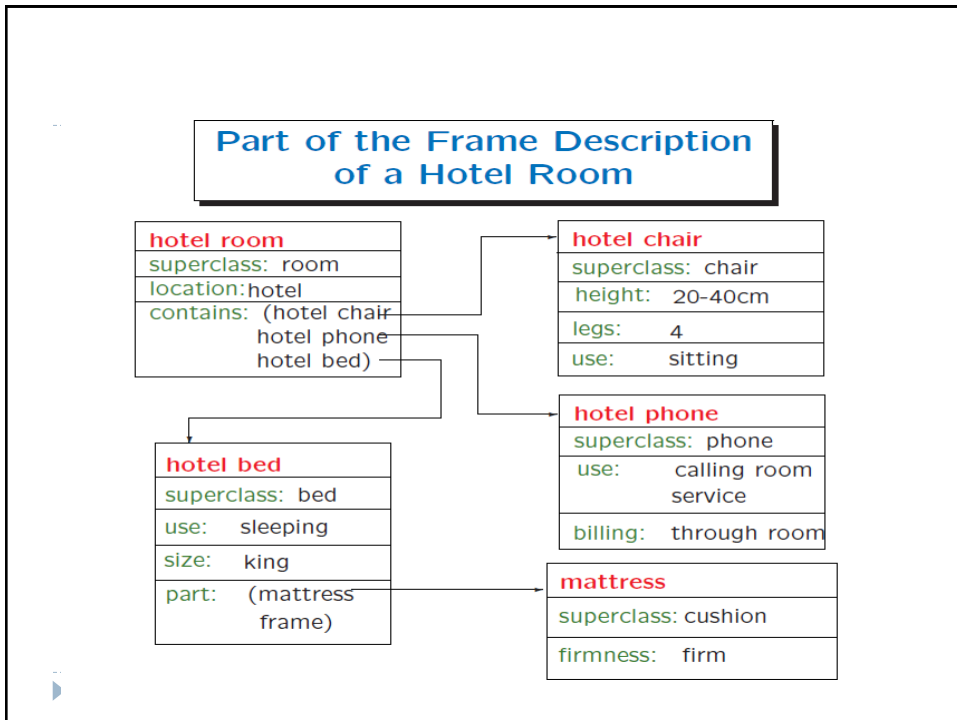 Part of the Frame Description
of a Hotel Room
hotel room
superclass: room
location: hotel
contains: (hotel chair
hotel phone
hotel bed)
hotel chair
superclass: chair
height: 20-40cm
legs: 4
use: sitting
hotel phone
superclass: phone
use: calling room
service
billing: through room
hotel bed
superclass: bed
use: sleeping
size: king
part: (mattress
frame)
mattress
superclass: cushion
firmness: firm